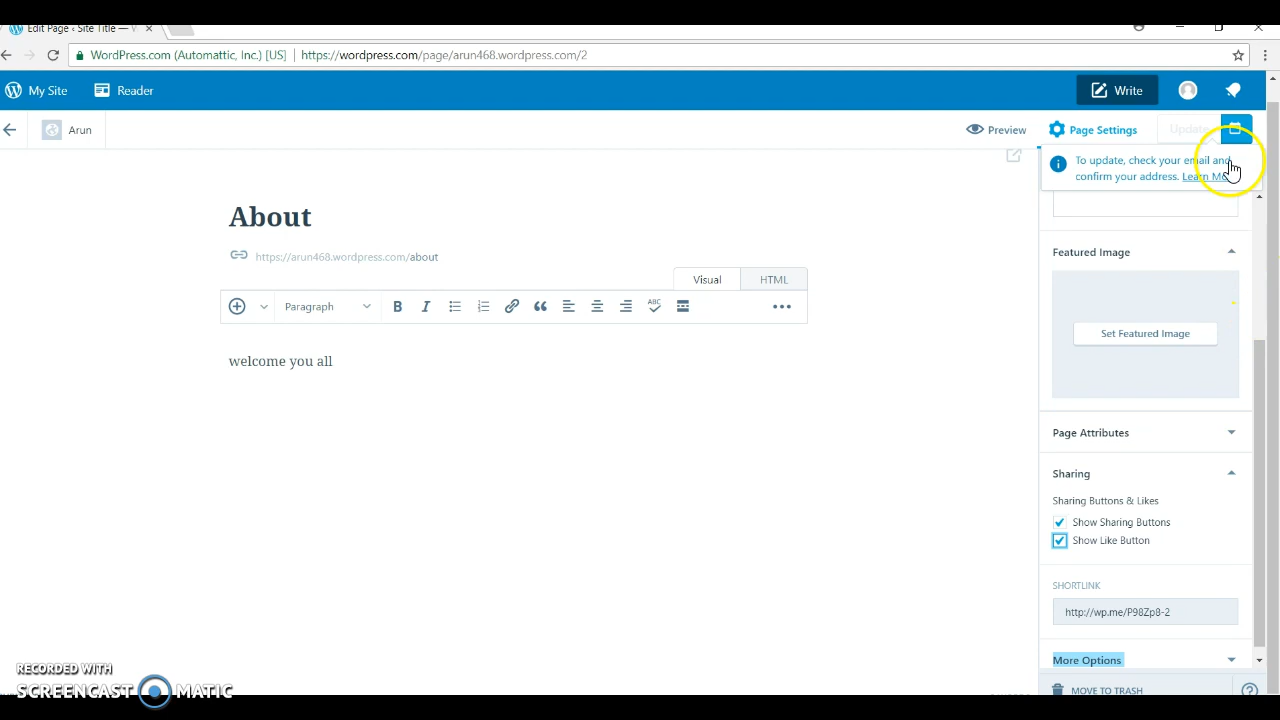 Edit Page ‹ Site Title —
WordPress.com (Automattic, Inc.) [US] https://wordpress.com/page/arun468.wordpress.com/2
My Site Reader Write
Arun Preview Page Settings Update
To update, check your email and
confirm your address. Learn
About
https://arun468.wordpress.com/about
Visual HTML
Paragraph B I ABC
welcome you all
Featured Image
Set Featured Image
Page Attributes
Sharing
Sharing Buttons & Likes
Show Sharing Buttons
Show Like Button
SHORTLINK
http://wp.me/P98Zp8-2
More Options
MOVE TO TRASH
RECORDED WITH
SCREENCAST MATIC